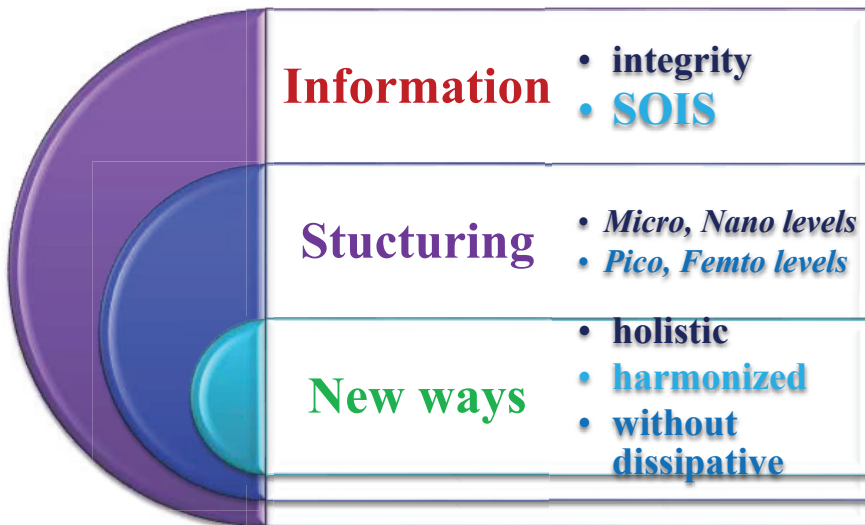 Information
• integrity
• SOIS
Stucturing
• Micro, Nano levels
• Pico, Femto levels
New ways
• holistic
• harmonized
• without
dissipative